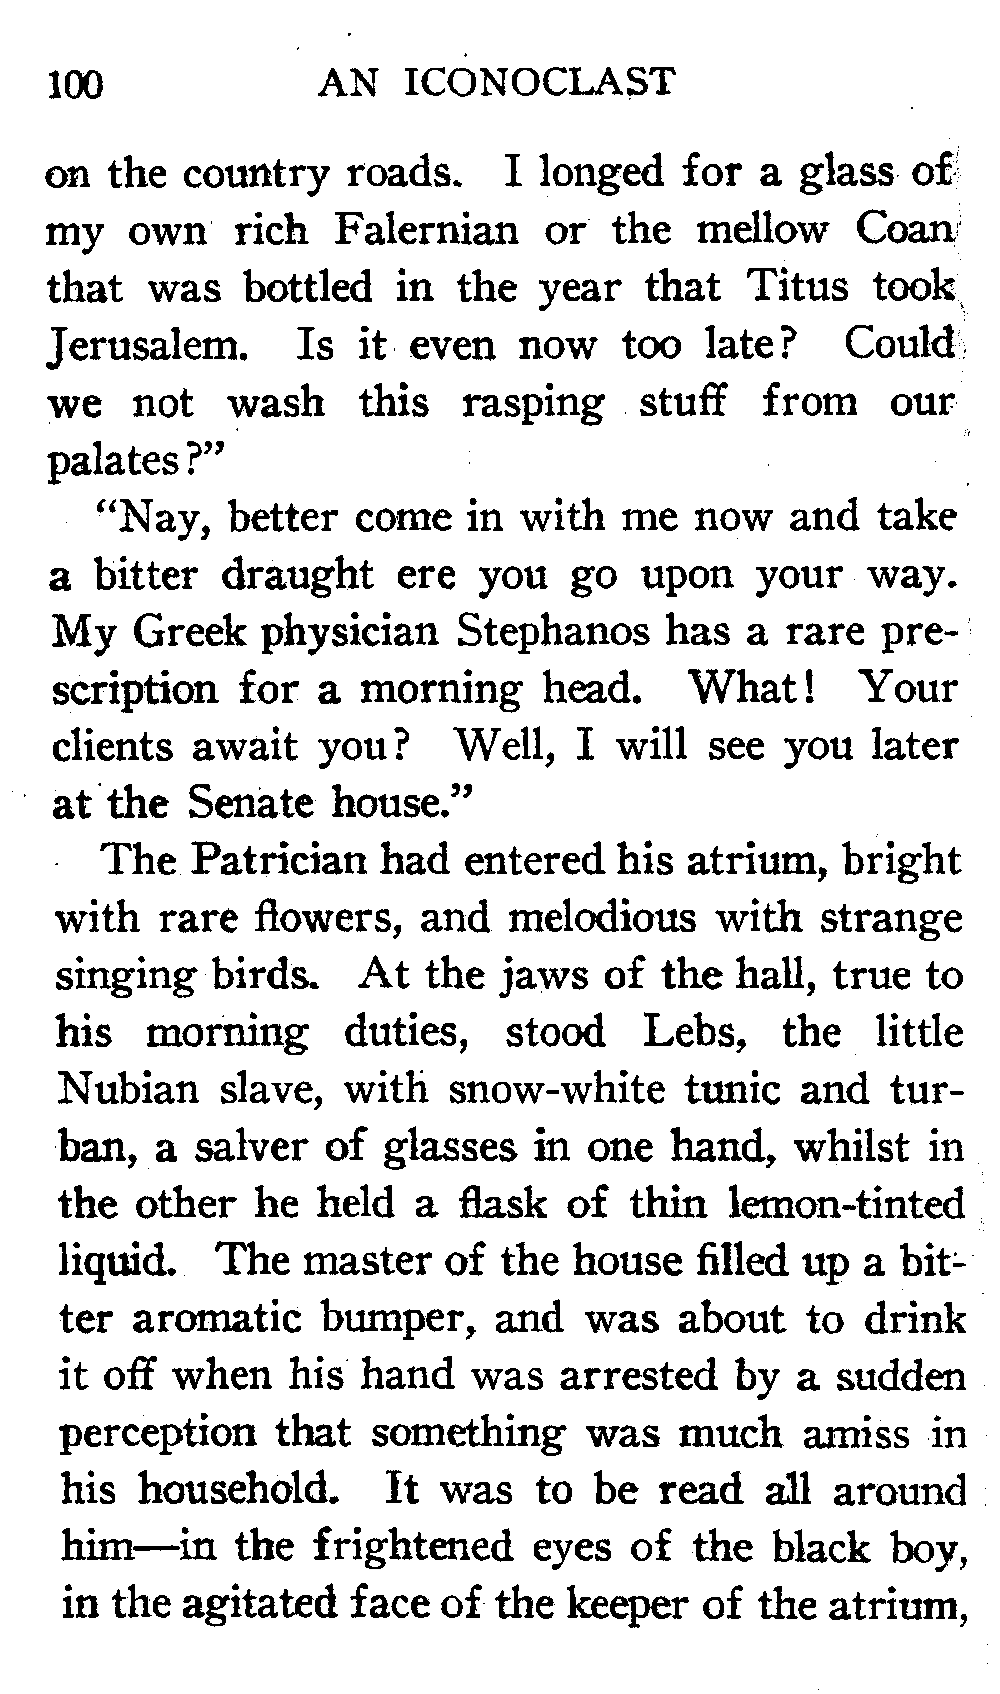 100 AN ICONOCLAST
on the country roads. I longed for a glass of
my own rich Falernian or the mellow Coan
that was bottled in the year that Titus took
Jerusalem. Is it even now too late? Could
we not wash this rasping stuff from our
palates?”
“Nay, better come in with me now and take
a bitter draught ere you go upon your way.
My Greek physician Stephanos has a rare pre-
scription for a morning head. What! Your
clients await you? Well, I will see you later
at the Senate house.”
The Patrician had entered his atrium, bright
with rare flowers, and melodious with strange
singing birds. At the jaws of the hall, true to
his morning duties, stood Lebs, the little
Nubian slave, with snow-white tunic and tur-
ban, a salver of glasses in one hand, whilst in
the other he held a flask of thin lemon-tinted
liquid. The master of the house filled up a bit-
ter aromatic bumper, and was about to drink
it off when his hand was arrested by a sudden
perception that something was much amiss in
his household. It was to be read all around
him—in the frightened eyes of the black boy,
in the agitated face of the keeper of the atrium,